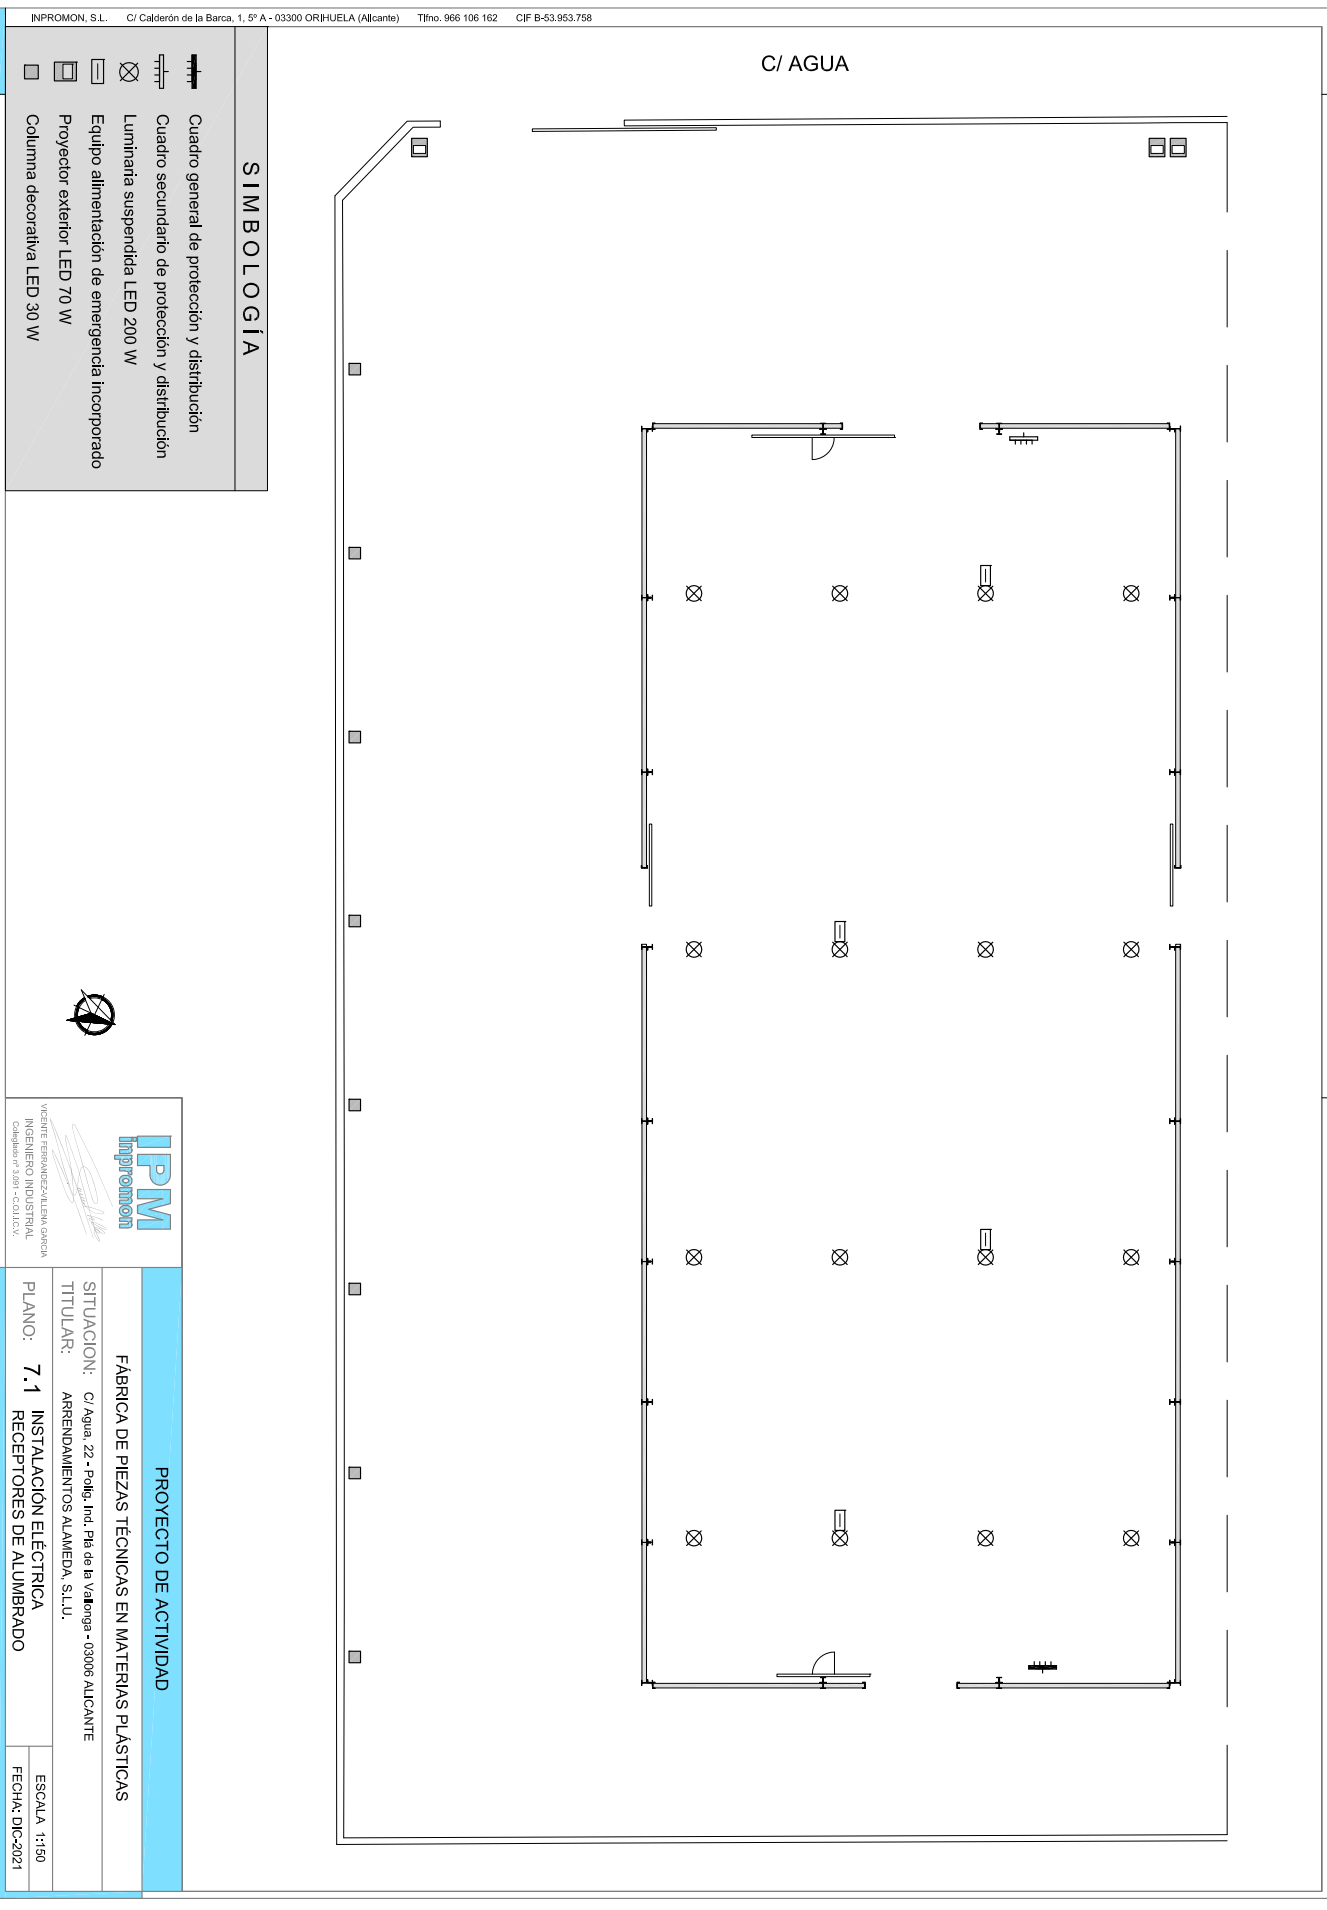 INPROMON, S.L. C/ Calderón de la Barca, 1, 5º A - 03300 ORIHUELA (Alicante) Tlfno. 966 106 162 CIF B-53.953.758
C/ AGUA
SIMBOLOGÍA
Cuadro general de protección y distribución
Cuadro secundario de protección y distribución
Luminaria suspendida LED 200 W
Equipo alimentación de emergencia incorporado
Proyector exterior LED 70 W
Columna decorativa LED 30 W
IPM
inpromon
VICENTE FERRANDEZ-VILLENA GARCIA
INGENIERO INDUSTRIAL
Colegiado nº 3.091 - C.O.I.I.C.V.
PROYECTO DE ACTIVIDAD
FÁBRICA DE PIEZAS TÉCNICAS EN MATERIAS PLÁSTICAS
SITUACION: C/ Agua, 22 - Polig. Ind. Plá de la Vallonga - 03006 ALICANTE
TITULAR: ARRENDAMIENTOS ALAMEDA, S.L.U.
PLANO: 7.1 INSTALACIÓN ELÉCTRICA
RECEPTORES DE ALUMBRADO
ESCALA 1:150
FECHA: DIC-2021